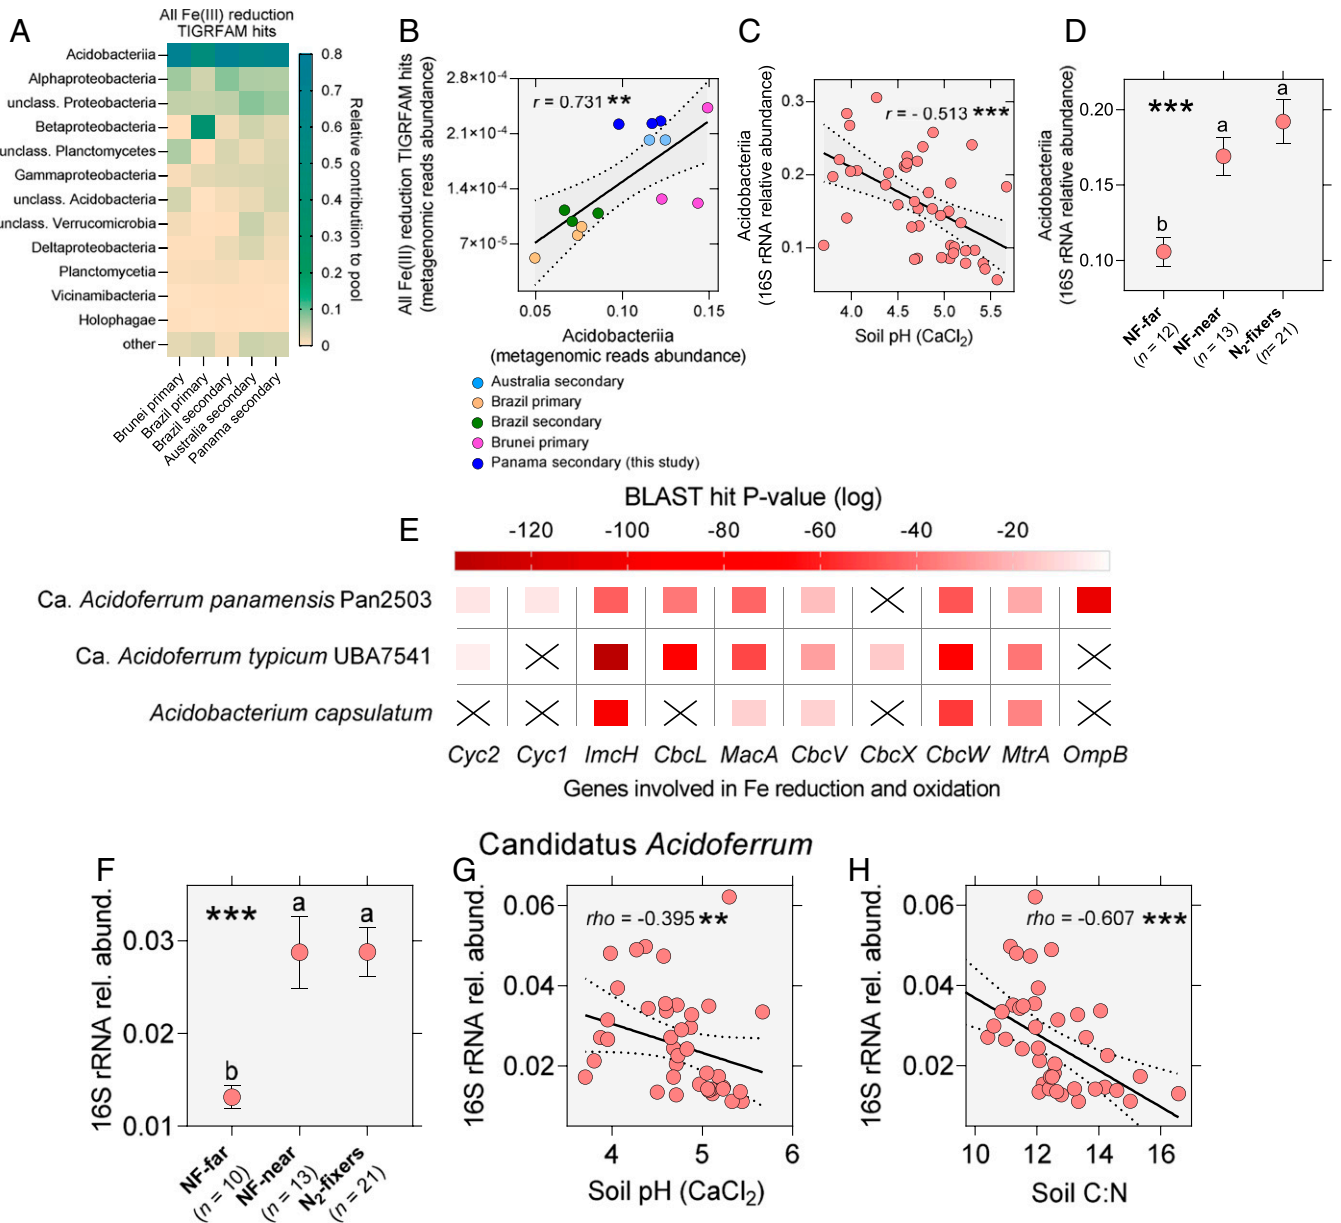 A
All Fe(III) reduction
TIGRFAM hits
Acidobacteriia
Alphaproteobacteria
unclass. Proteobacteria
Betaproteobacteria
unclass. Planctomycetes
Gammaproteobacteria
unclass. Acidobacteria
unclass. Verrucomicrobia
Deltaproteobacteria
Planctomycetia
Vicinamibacteria
Holophagae
other
Brunei primary
Brazil primary
Brazil secondary
Australia secondary
Panama secondary
0.8
0.7
0.6
0.5
0.4
0.3
0.2
0.1
0
Relative contribution to pool
B
All Fe(III) reduction TIGRFAM hits
(metagenomic reads abundance)
2.8×10⁻⁴
2.1×10⁻⁴
1.4×10⁻⁴
7×10⁻⁵
r = 0.731 **
0.05 0.10 0.15
Acidobacteriia
(metagenomic reads abundance)
Australia secondary
Brazil primary
Brazil secondary
Brunei primary
Panama secondary (this study)
C
Acidobacteriia
(16S rRNA relative abundance)
0.3
0.2
0.1
r = - 0.513 ***
4.0 4.5 5.0 5.5
Soil pH (CaCl₂)
D
Acidobacteriia
(16S rRNA relative abundance)
0.20
0.15
0.10
***
b
a
a
NF-far
(n = 12)
NF-near
(n = 13)
N₂-fixers
(n= 21)
E
BLAST hit P-value (log)
-120 -100 -80 -60 -40 -20
Ca. Acidoferrum panamensis Pan2503
Ca. Acidoferrum typicum UBA7541
Acidobacterium capsulatum
Cyc2 Cyc1 ImcH CbcL MacA CbcV CbcX CbcW MtrA OmpB
Genes involved in Fe reduction and oxidation
Candidatus Acidoferrum
F
16S rRNA rel. abund.
0.03
0.02
0.01
***
b
a
a
NF-far
(n = 10)
NF-near
(n = 13)
N₂-fixers
(n = 21)
G
16S rRNA rel. abund.
0.06
0.04
0.02
rho = -0.395 **
4 5 6
Soil pH (CaCl₂)
H
16S rRNA rel. abund.
0.06
0.04
0.02
rho = -0.607 ***
10 12 14 16
Soil C:N